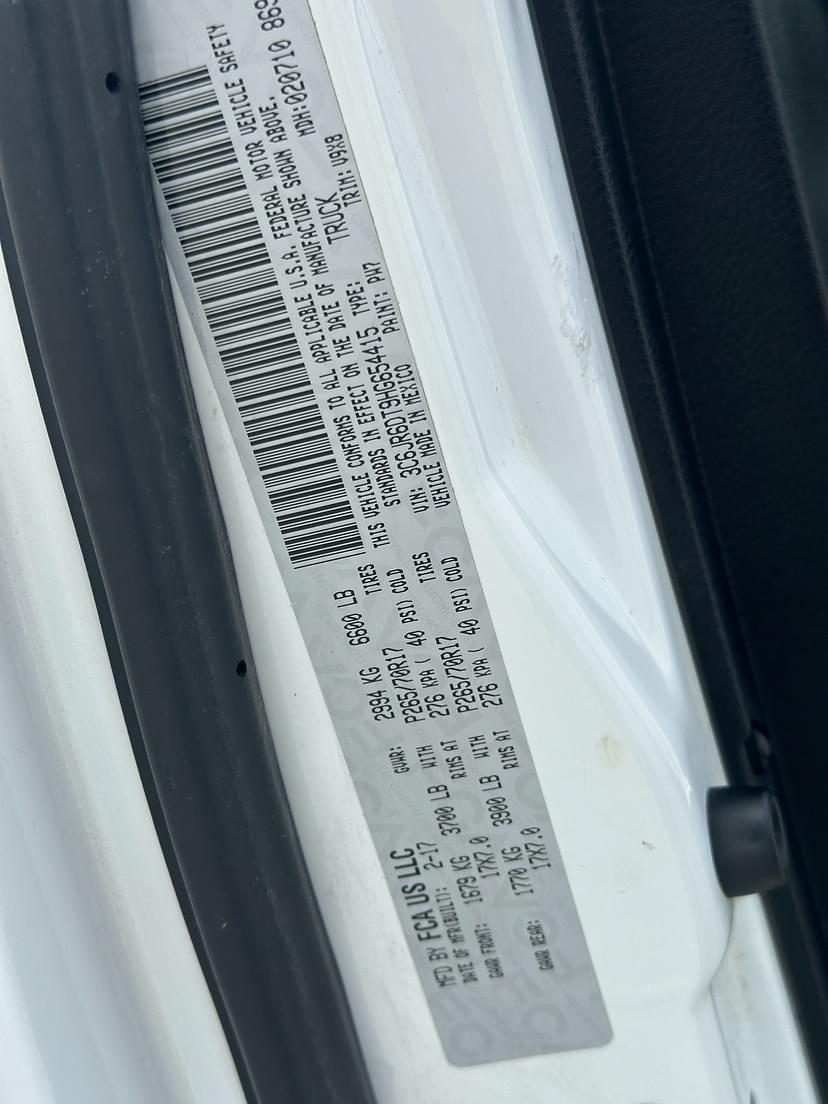 MFD BY FCA US LLC
DATE OF MFR(BUILT): 2-17 GVWR: 2994 KG 6600 LB
GAWR FRONT: 1679 KG 3700 LB WITH P265/70R17 TIRES
17X7.0 RIMS AT 276 KPA ( 40 PSI) COLD
GAWR REAR: 1770 KG 3900 LB WITH P265/70R17 TIRES
17X7.0 RIMS AT 276 KPA ( 40 PSI) COLD
THIS VEHICLE CONFORMS TO ALL APPLICABLE U.S.A. FEDERAL MOTOR VEHICLE SAFETY
STANDARDS IN EFFECT ON THE DATE OF MANUFACTURE SHOWN ABOVE.
VIN: 3C6JR6DT9HG654415 TYPE: TRUCK MDH:020710 869
VEHICLE MADE IN MEXICO PAINT: PW7 TRIM: V9X8